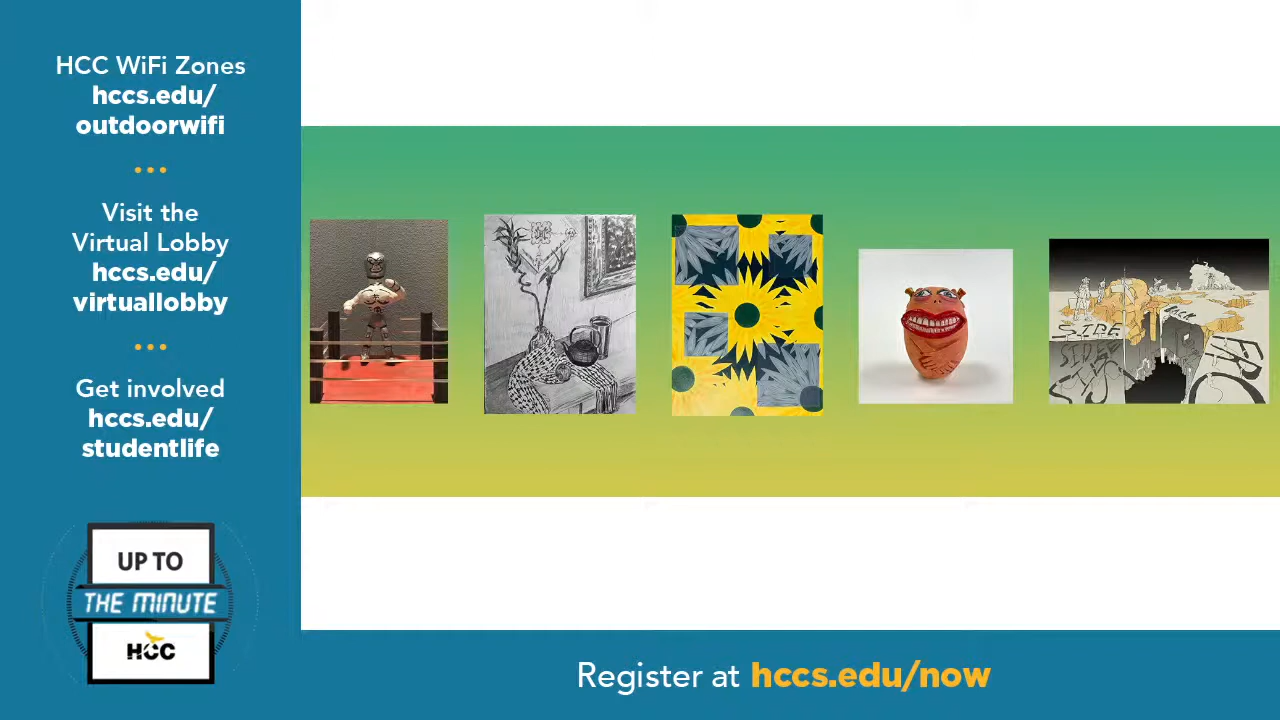 HCC WiFi Zones
hccs.edu/
outdoorwifi
•••
Visit the
Virtual Lobby
hccs.edu/
virtuallobby
•••
Get involved
hccs.edu/
studentlife
UP TO
THE MINUTE
HCC
SIDE
Register at hccs.edu/now